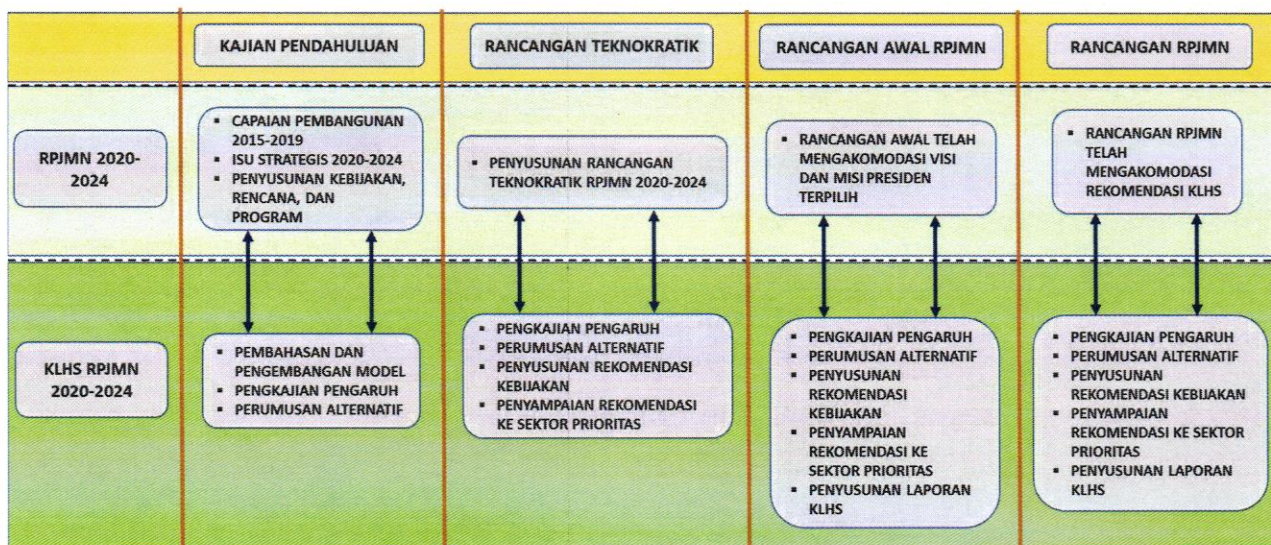 KAJIAN PENDAHULUAN
RANCANGAN TEKNOKRATIK
RANCANGAN AWAL RPJMN
RANCANGAN RPJMN
RPJMN 2020-
2024
▪ CAPAIAN PEMBANGUNAN
2015-2019
▪ ISU STRATEGIS 2020-2024
▪ PENYUSUNAN KEBIJAKAN,
RENCANA, DAN
PROGRAM
▪ PENYUSUNAN RANCANGAN
TEKNOKRATIK RPJMN 2020-2024
▪ RANCANGAN AWAL TELAH
MENGAKOMODASI VISI
DAN MISI PRESIDEN
TERPILIH
▪ RANCANGAN RPJMN
TELAH
MENGAKOMODASI
REKOMENDASI KLHS
KLHS RPJMN
2020-2024
▪ PEMBAHASAN DAN
PENGEMBANGAN MODEL
▪ PENGKAJIAN PENGARUH
▪ PERUMUSAN ALTERNATIF
▪ PENGKAJIAN PENGARUH
▪ PERUMUSAN ALTERNATIF
▪ PENYUSUNAN REKOMENDASI
KEBIJAKAN
▪ PENYAMPAIAN REKOMENDASI
KE SEKTOR PRIORITAS
▪ PENGKAJIAN PENGARUH
▪ PERUMUSAN ALTERNATIF
▪ PENYUSUNAN
REKOMENDASI
KEBIJAKAN
▪ PENYAMPAIAN
REKOMENDASI KE
SEKTOR PRIORITAS
▪ PENYUSUNAN LAPORAN
KLHS
▪ PENGKAJIAN PENGARUH
▪ PERUMUSAN ALTERNATIF
▪ PENYUSUNAN
REKOMENDASI KEBIJAKAN
▪ PENYAMPAIAN
REKOMENDASI KE SEKTOR
PRIORITAS
▪ PENYUSUNAN LAPORAN
KLHS